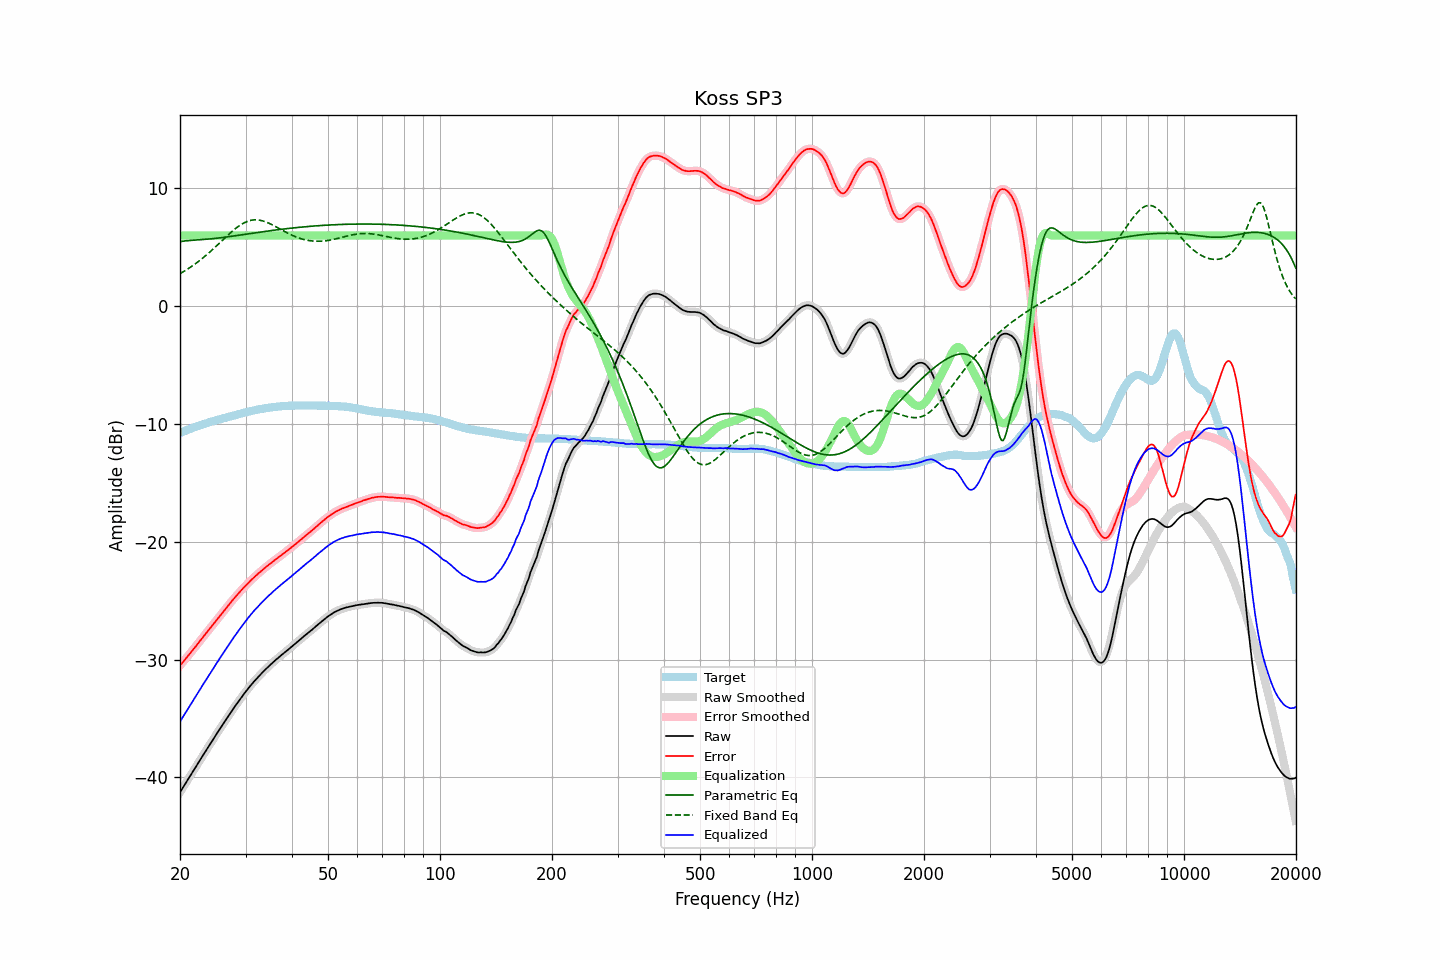 Koss SP3
Amplitude (dBr)
10
0
−10
−20
−30
−40
Target
Raw Smoothed
Error Smoothed
Raw
Error
Equalization
Parametric Eq
Fixed Band Eq
Equalized
20 50 100 200 500 1000 2000 5000 10000 20000
Frequency (Hz)